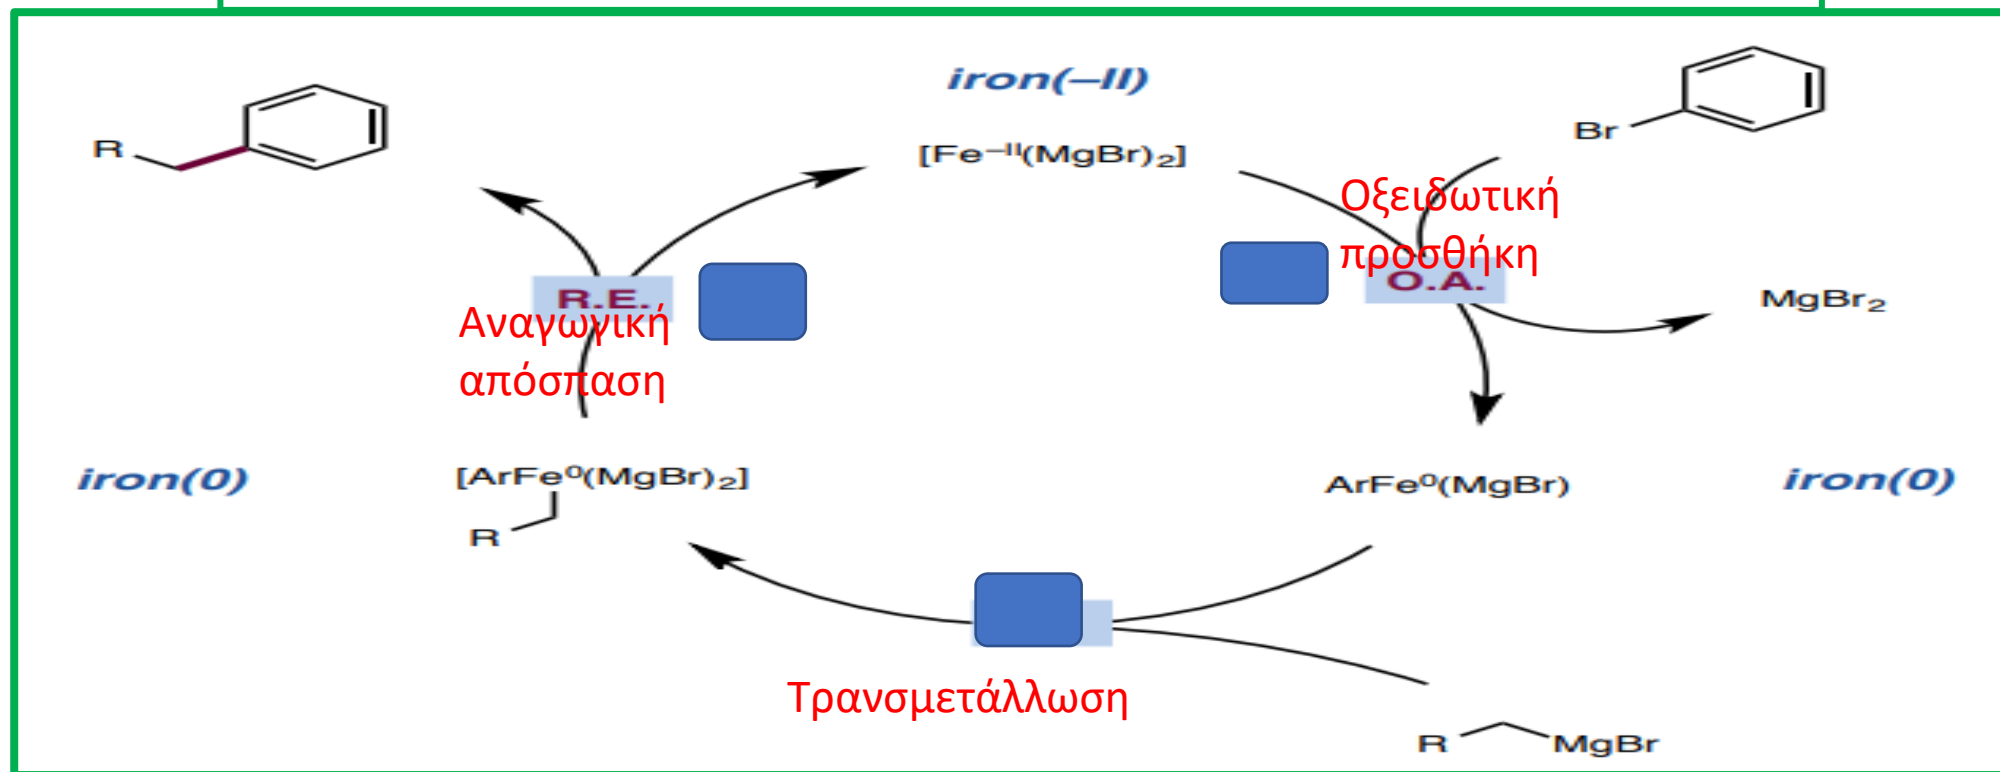 iron(–II)
[Fe⁻ᴵᴵ(MgBr)₂]
Br
R
Οξειδωτική
προσθήκη
O.A.
MgBr₂
R.E.
Αναγωγική
απόσπαση
iron(0)
[ArFe⁰(MgBr)₂]
R
ArFe⁰(MgBr)
iron(0)
Τρανσμετάλλωση
R
MgBr